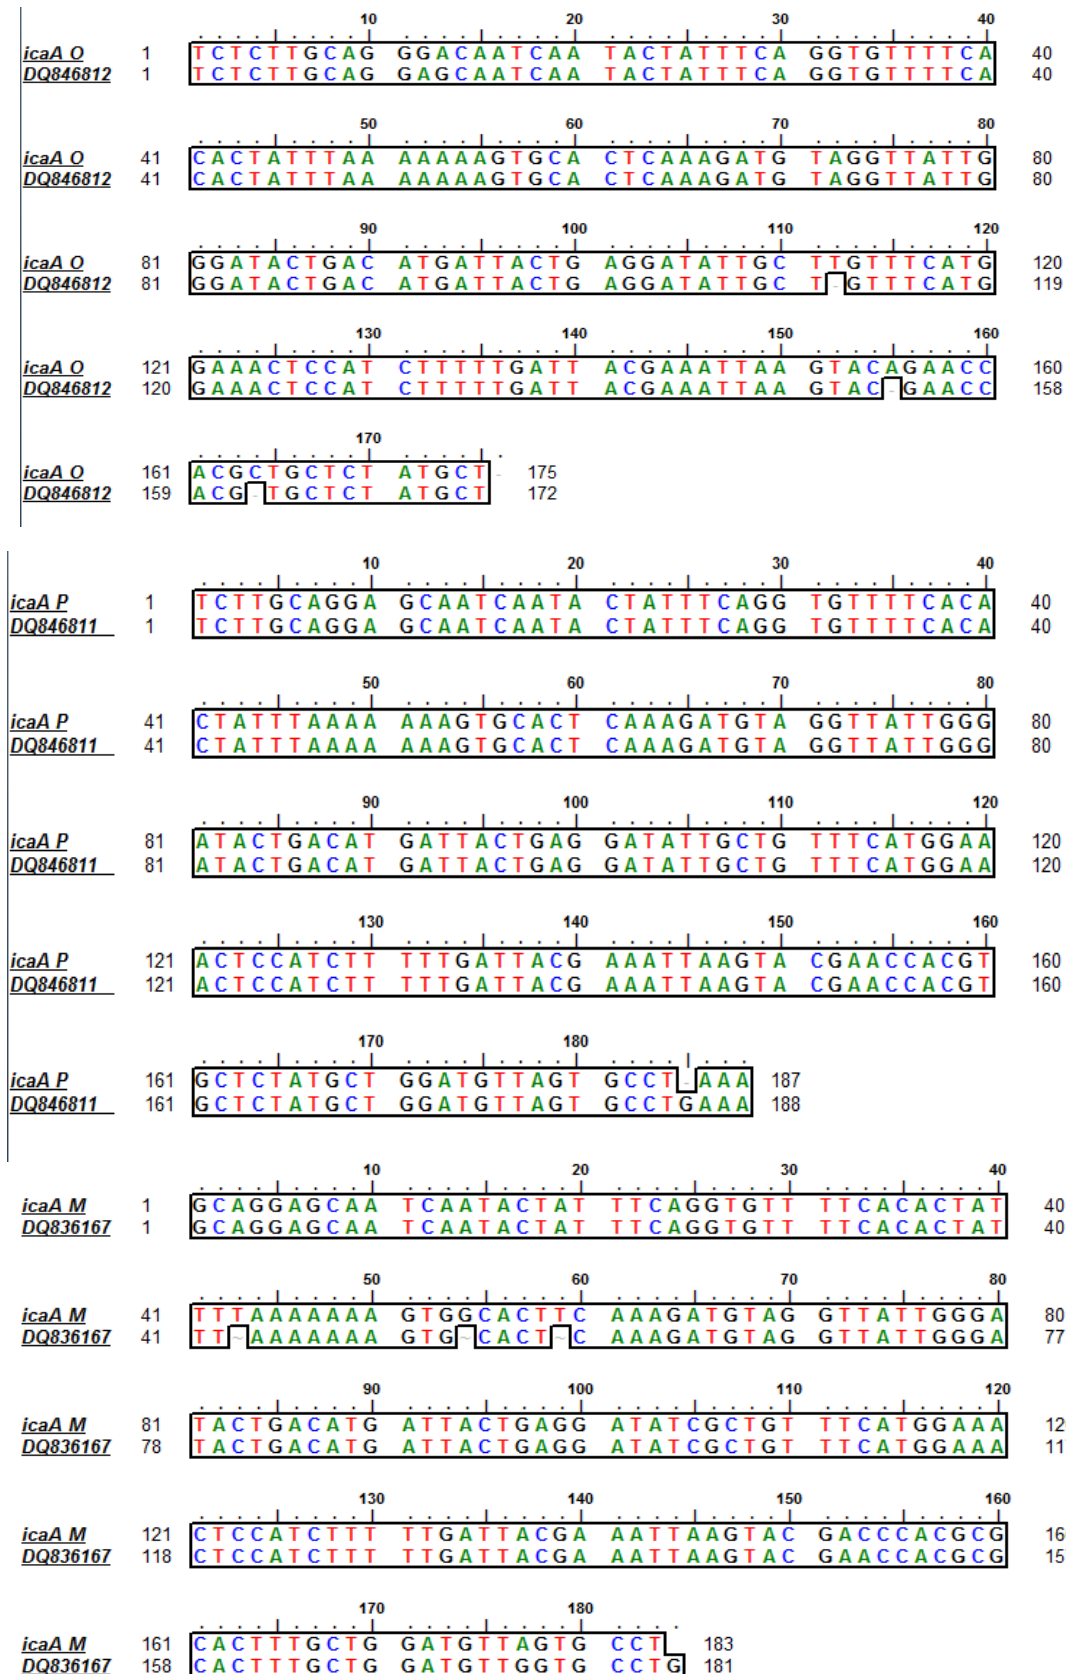 10 20 30 40
icaA O 1 TCTCTTGCAG GGACAATCAA TACTATTTCA GGTGTTTTCA 40
DQ846812 1 TCTCTTGCAG GAGCAATCAA TACTATTTCA GGTGTTTTCA 40
50 60 70 80
icaA O 41 CACTATTTAA AAAAAGTGCA CTCAAAGATG TAGGTTATTG 80
DQ846812 41 CACTATTTAA AAAAAGTGCA CTCAAAGATG TAGGTTATTG 80
90 100 110 120
icaA O 81 GGATACTGAC ATGATTACTG AGGATATTGC TTGTTTCATG 120
DQ846812 81 GGATACTGAC ATGATTACTG AGGATATTGC T-GTTTCATG 119
130 140 150 160
icaA O 121 GAAACTCCAT CTTTTTGATT ACGAAATTAA GTACAGAACC 160
DQ846812 120 GAAACTCCAT CTTTTTGATT ACGAAATTAA GTAC-GAACC 158
170
icaA O 161 ACGCTGCTCT ATGCT- 175
DQ846812 159 ACG-TGCTCT ATGCT 172
10 20 30 40
icaA P 1 TCTTGCAGGA GCAATCAATA CTATTTCAGG TGTTTTCACA 40
DQ846811 1 TCTTGCAGGA GCAATCAATA CTATTTCAGG TGTTTTCACA 40
50 60 70 80
icaA P 41 CTATTTAAAA AAAGTGCACT CAAAGATGTA GGTTATTGGG 80
DQ846811 41 CTATTTAAAA AAAGTGCACT CAAAGATGTA GGTTATTGGG 80
90 100 110 120
icaA P 81 ATACTGACAT GATTACTGAG GATATTGCTG TTTCATGGAA 120
DQ846811 81 ATACTGACAT GATTACTGAG GATATTGCTG TTTCATGGAA 120
130 140 150 160
icaA P 121 ACTCCATCTT TTTGATTACG AAATTAAGTA CGAACCACGT 160
DQ846811 121 ACTCCATCTT TTTGATTACG AAATTAAGTA CGAACCACGT 160
170 180
icaA P 161 GCTCTATGCT GGATGTTAGT GCCT-AAA 187
DQ846811 161 GCTCTATGCT GGATGTTAGT GCCTGAAA 188
10 20 30 40
icaA M 1 GCAGGAGCAA TCAATACTAT TTCAGGTGTT TTCACACTAT 40
DQ836167 1 GCAGGAGCAA TCAATACTAT TTCAGGTGTT TTCACACTAT 40
50 60 70 80
icaA M 41 TTTAAAAAAA GTGGCACTTC AAAGATGTAG GTTATTGGGA 80
DQ836167 41 TT~AAAAAAA GTG~CACT~C AAAGATGTAG GTTATTGGGA 77
90 100 110 120
icaA M 81 TACTGACATG ATTACTGAGG ATATCGCTGT TTCATGGAAA 12
DQ836167 78 TACTGACATG ATTACTGAGG ATATCGCTGT TTCATGGAAA 11
130 140 150 160
icaA M 121 CTCCATCTTT TTGATTACGA AATTAAGTAC GACCCACGCG 16
DQ836167 118 CTCCATCTTT TTGATTACGA AATTAAGTAC GAACCACGCG 15
170 180
icaA M 161 CACTTTGCTG GATGTTAGTG CCT 183
DQ836167 158 CACTTTGCTG GATGTTGGTG CCTG 181